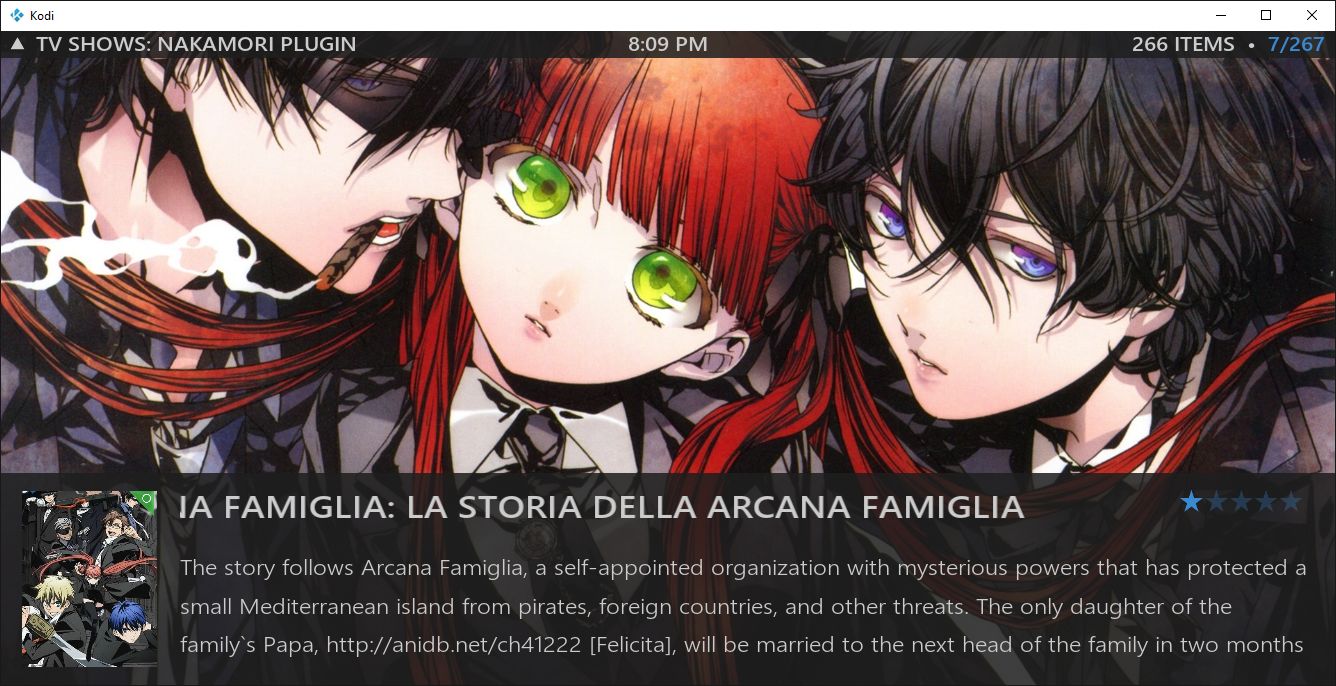 Kodi
TV SHOWS: NAKAMORI PLUGIN
8:09 PM
266 ITEMS • 7/267
IA FAMIGLIA: LA STORIA DELLA ARCANA FAMIGLIA
The story follows Arcana Famiglia, a self-appointed organization with mysterious powers that has protected a
small Mediterranean island from pirates, foreign countries, and other threats. The only daughter of the
family`s Papa, http://anidb.net/ch41222 [Felicita], will be married to the next head of the family in two months